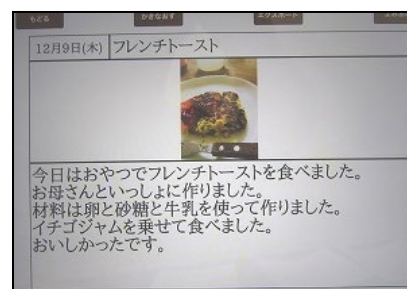 もどる
かきなおす
エクスポート
12月9日(木) フレンチトースト
今日はおやつでフレンチトーストを食べました。
お母さんといっしょに作りました。
材料は卵と砂糖と牛乳を使って作りました。
イチゴジャムを乗せて食べました。
おいしかったです。